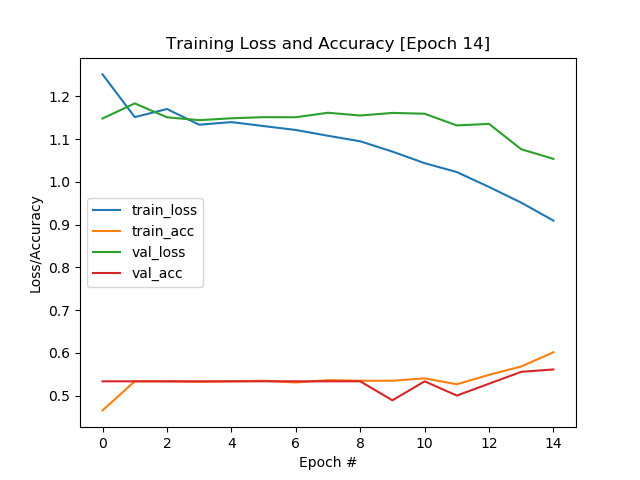 Training Loss and Accuracy [Epoch 14]
1.2
1.1
1.0
0.9
0.8
0.7
0.6
0.5
Loss/Accuracy
train_loss
train_acc
val_loss
val_acc
0 2 4 6 8 10 12 14
Epoch #